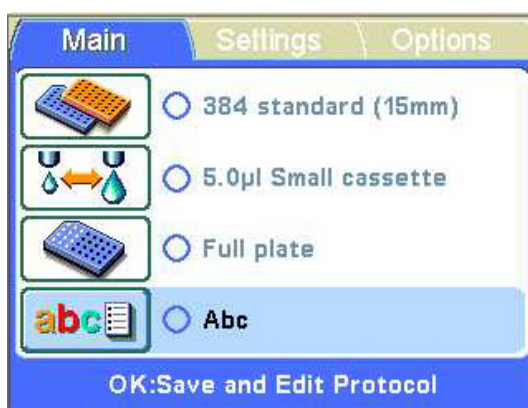 Main Settings Options
384 standard (15mm)
5.0µl Small cassette
Full plate
abc Abc
OK:Save and Edit Protocol